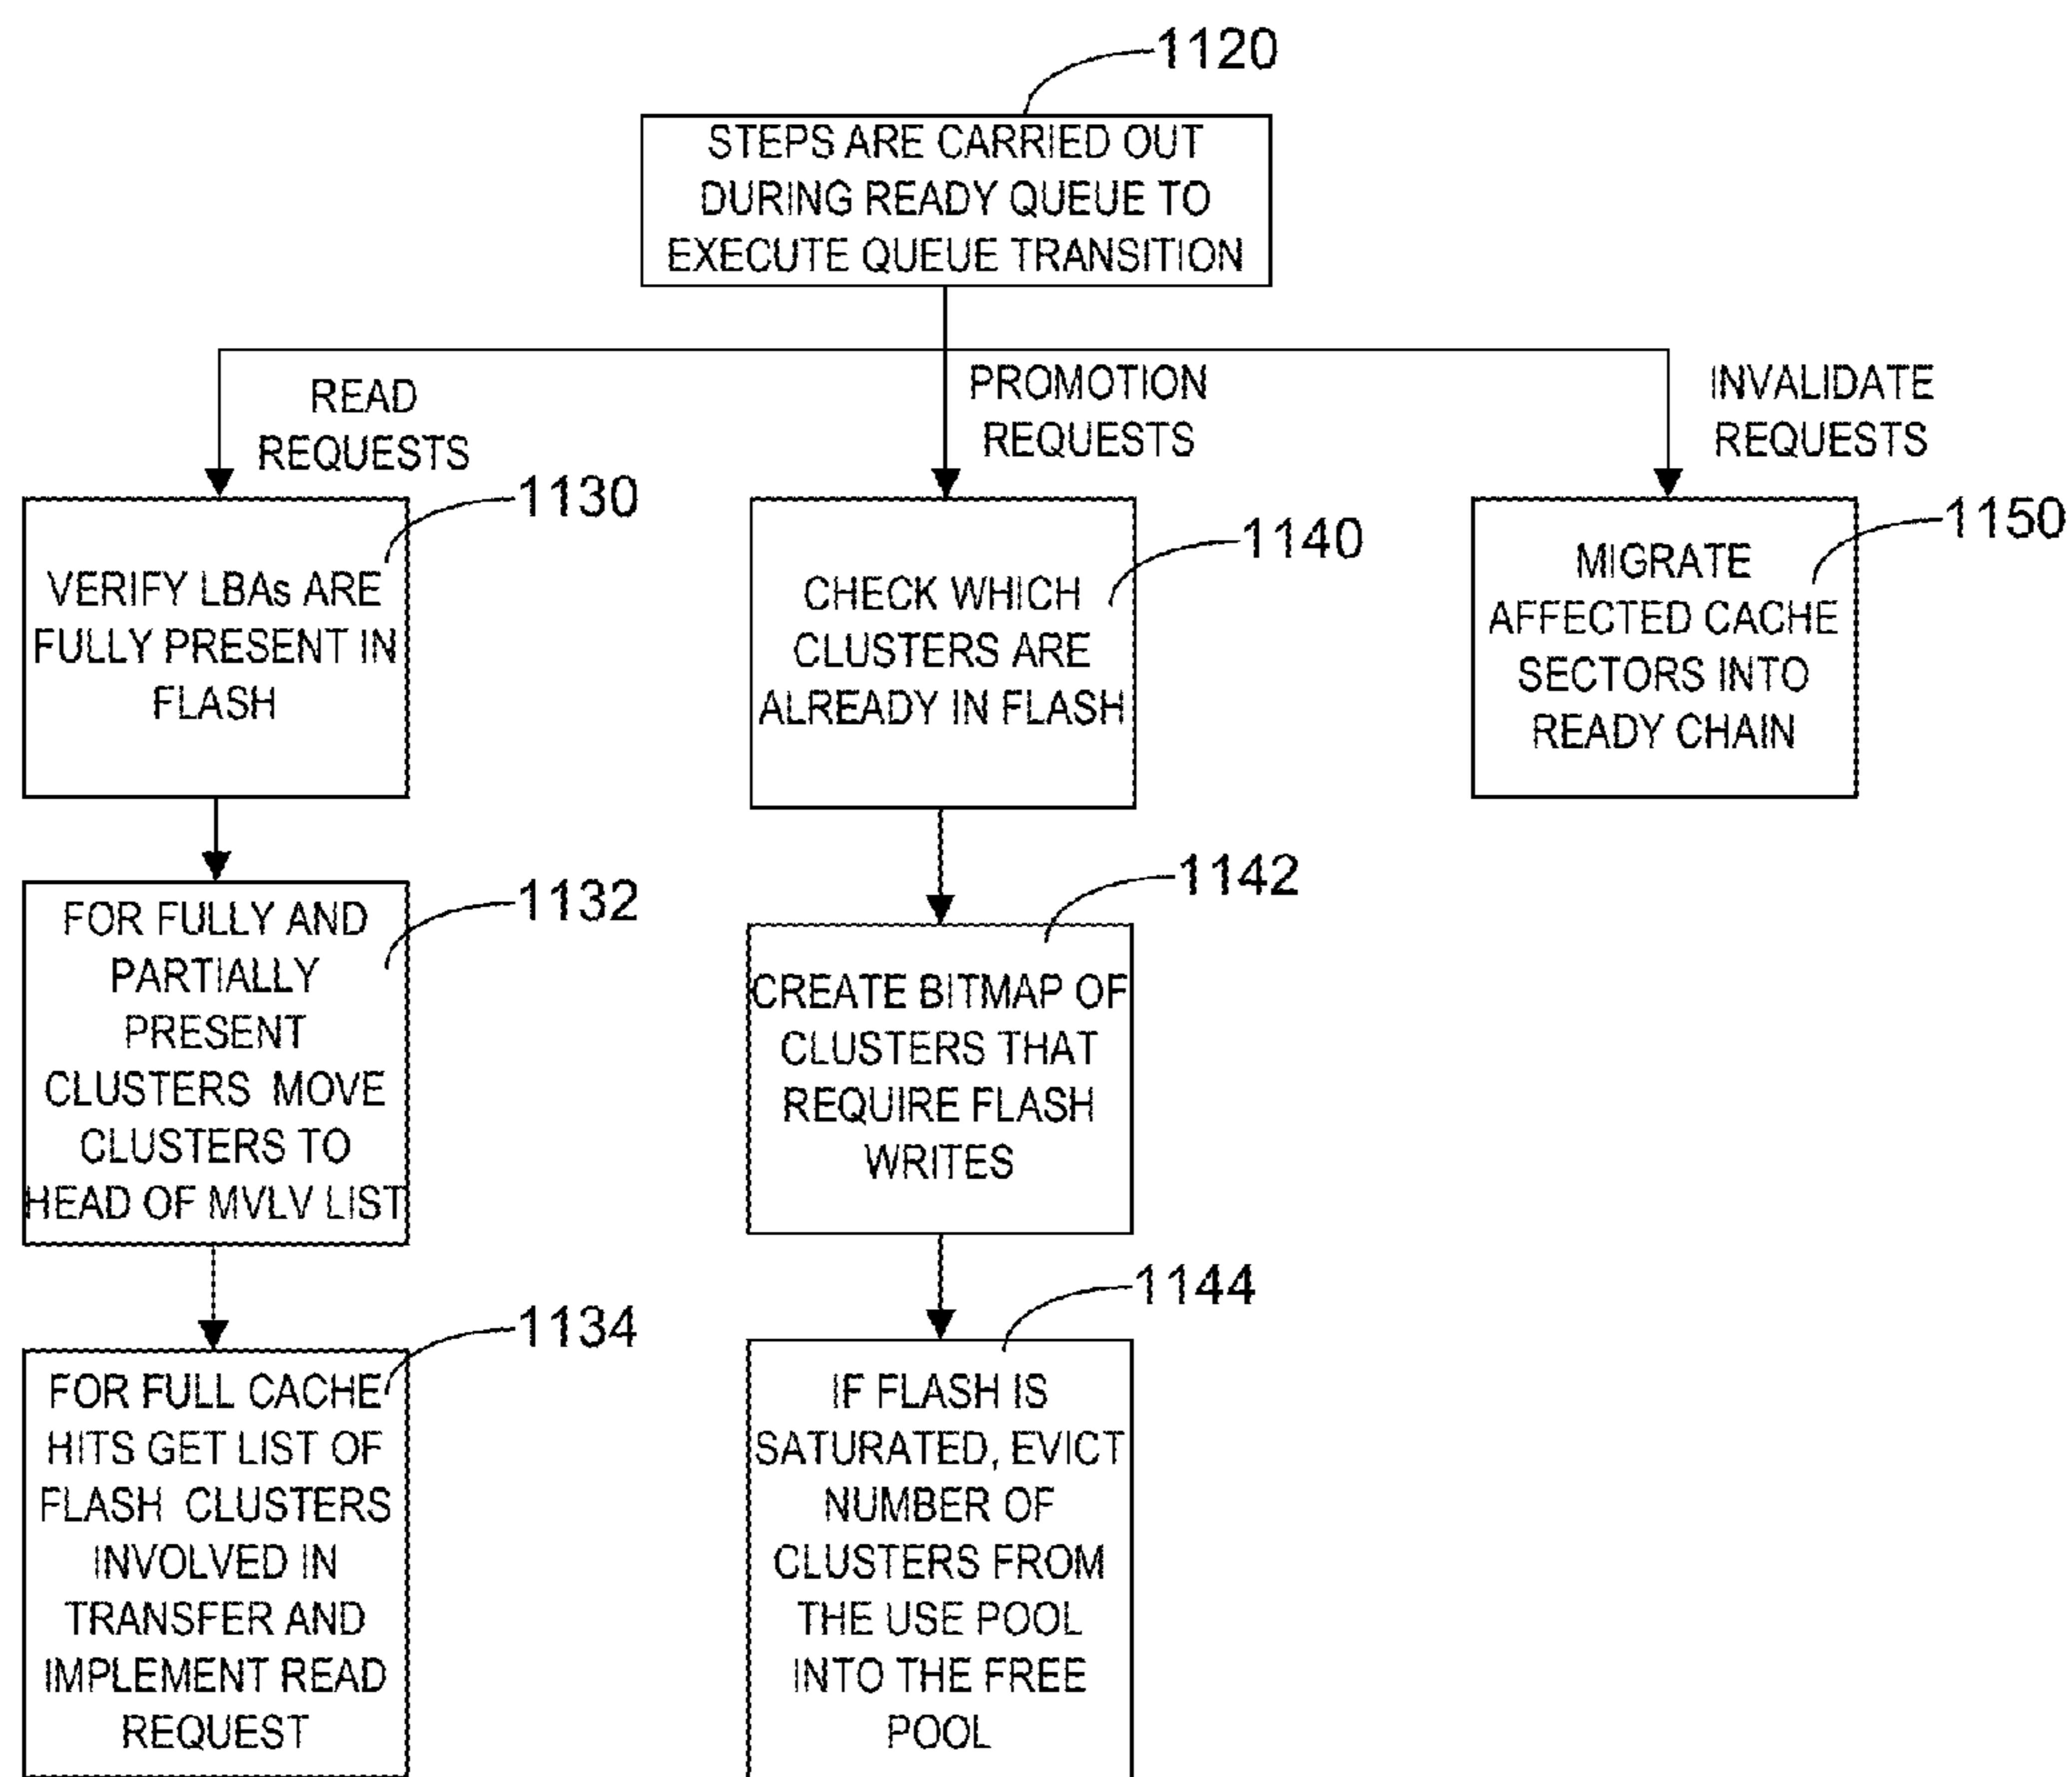 1120
STEPS ARE CARRIED OUT
DURING READY QUEUE TO
EXECUTE QUEUE TRANSITION
READ
REQUESTS
PROMOTION
REQUESTS
INVALIDATE
REQUESTS
1130
VERIFY LBAs ARE
FULLY PRESENT IN
FLASH
1140
CHECK WHICH
CLUSTERS ARE
ALREADY IN FLASH
1150
MIGRATE
AFFECTED CACHE
SECTORS INTO
READY CHAIN
1132
FOR FULLY AND
PARTIALLY
PRESENT
CLUSTERS MOVE
CLUSTERS TO
HEAD OF MVLV LIST
1142
CREATE BITMAP OF
CLUSTERS THAT
REQUIRE FLASH
WRITES
1134
FOR FULL CACHE
HITS GET LIST OF
FLASH CLUSTERS
INVOLVED IN
TRANSFER AND
IMPLEMENT READ
REQUEST
1144
IF FLASH IS
SATURATED, EVICT
NUMBER OF
CLUSTERS FROM
THE USE POOL
INTO THE FREE
POOL